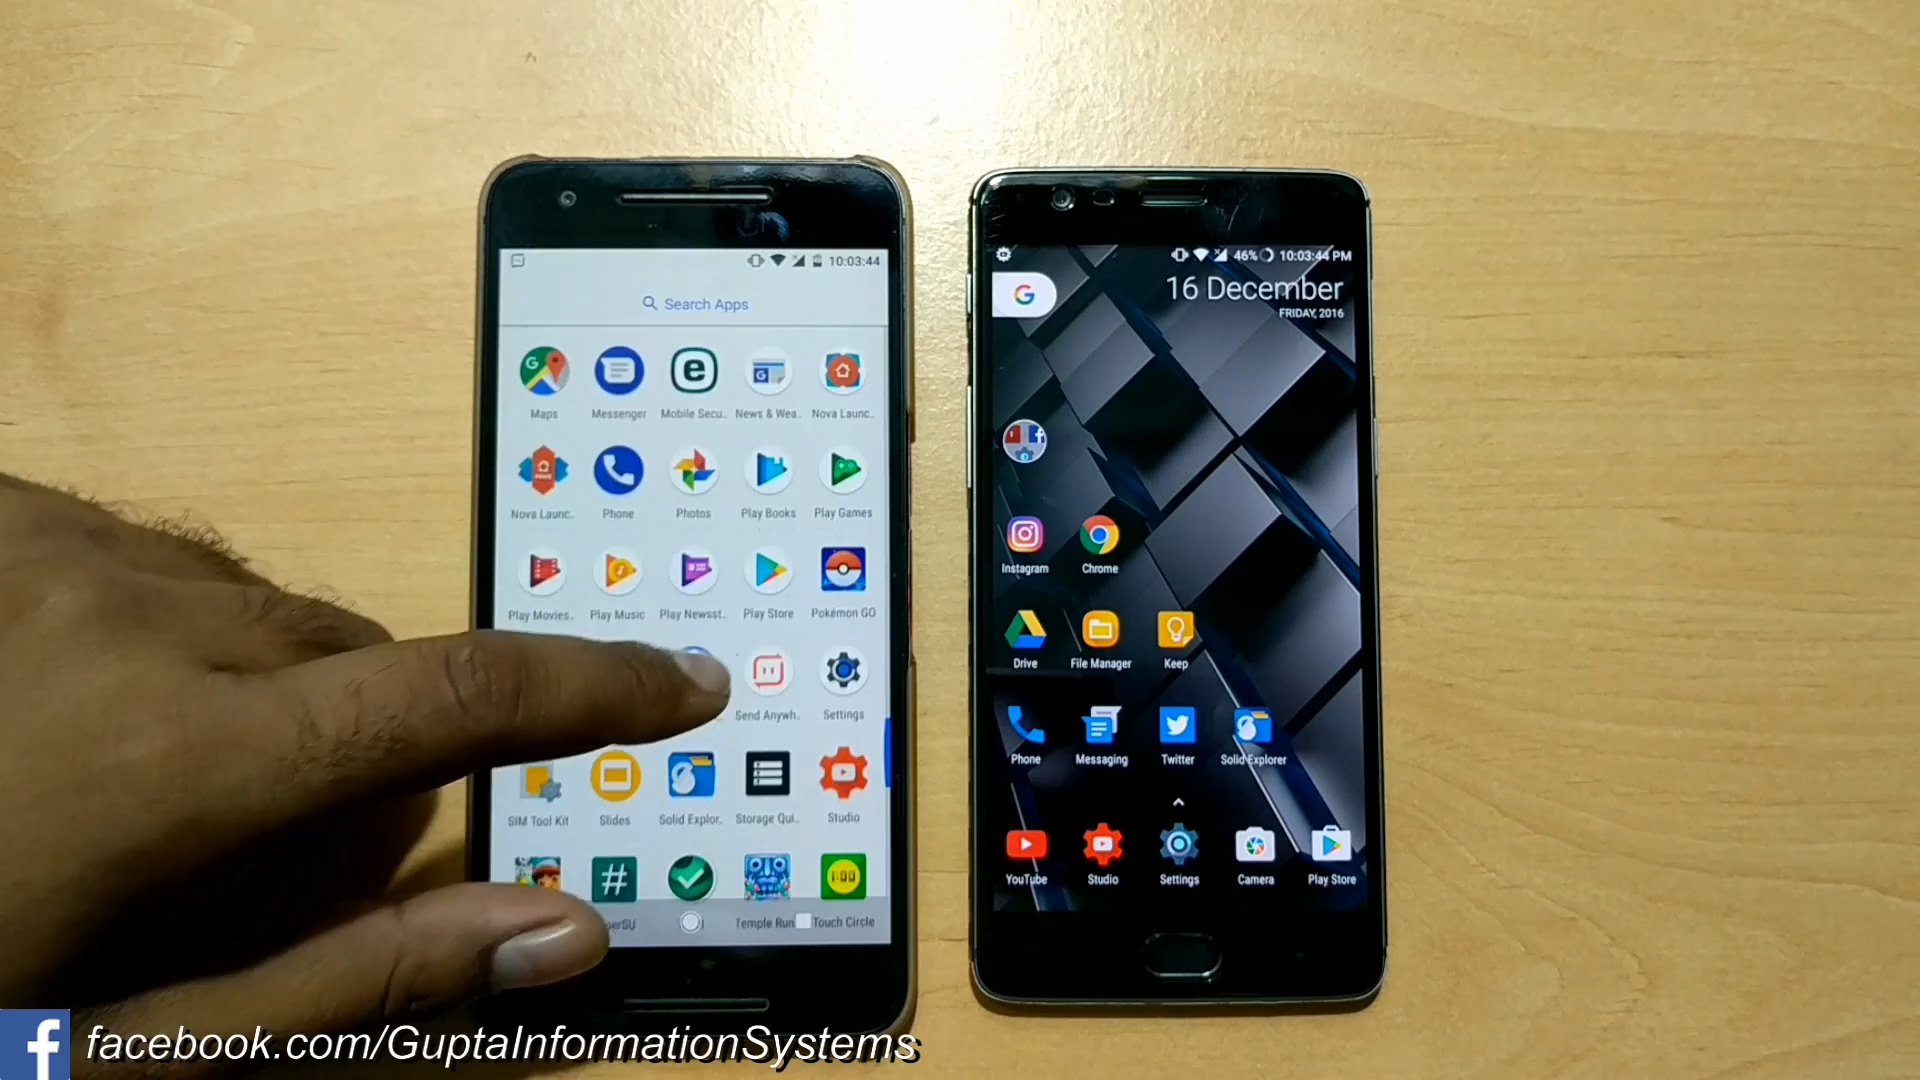 10:03:44
Search Apps
Maps
Messenger
Mobile Secu..
News & Wea..
Nova Launc..
Nova Launc..
Phone
Photos
Play Books
Play Games
Play Movies..
Play Music
Play Newsst..
Play Store
Pokémon GO
Send Anywh..
Settings
SIM Tool Kit
Slides
Solid Explor..
Storage Qui..
Studio
erSU
Temple Run
Touch Circle
46% 10:03:44 PM
16 December
FRIDAY, 2016
Instagram
Chrome
Drive
File Manager
Keep
Phone
Messaging
Twitter
Solid Explorer
YouTube
Studio
Settings
Camera
Play Store
facebook.com/GuptaInformationSystems